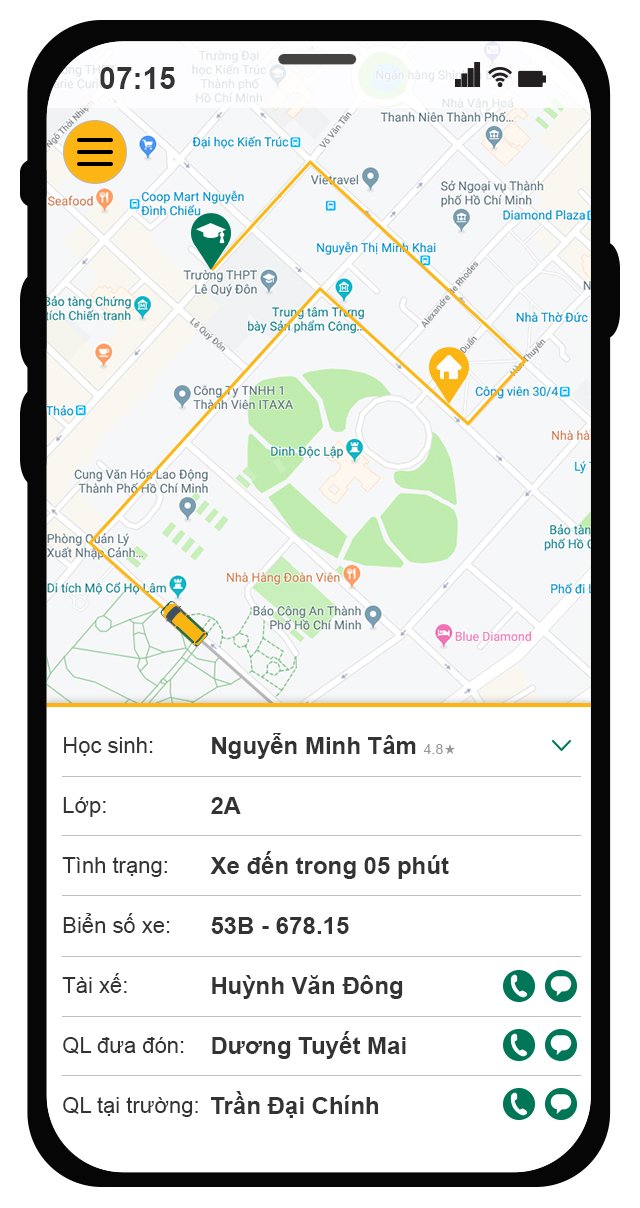 Trường Đại
học Kiến Trúc
Thành phố
Hồ Chí Minh
07:15
Ngân hàng Shin
Nhà Văn Hoá
Thanh Niên Thành Phố...
Ngô Thời Nhiệm
Võ Văn Tần
Đại học Kiến Trúc
Vietravel
Seafood
Coop Mart Nguyễn
Đình Chiểu
Sở Ngoại vụ Thành
phố Hồ Chí Minh
Diamond Plaza
Nguyễn Thị Minh Khai
Trường THPT
Lê Quý Đôn
Alexandre de Rhodes
Bảo tàng Chứng
tích Chiến tranh
Trung tâm Trưng
bày Sản phẩm Công...
Nhà Thờ Đức
Lê Quý Đôn
Duẩn
Hàn Thuyên
Công Ty TNHH 1
Thành Viên ITAXA
Công viên 30/4
Thảo
Nhà hà
Dinh Độc Lập
Lý
Cung Văn Hóa Lao Động
Thành Phố Hồ Chí Minh
Phòng Quản Lý
Xuất Nhập Cảnh...
Bảo tà
phố Hồ C
Nhà Hàng Đoàn Viên
Di tích Mộ Cổ Họ Lâm
Phố đi b
Báo Công An Thành
Phố Hồ Chí Minh
Blue Diamond
Học sinh: Nguyễn Minh Tâm 4.8★
Lớp: 2A
Tình trạng: Xe đến trong 05 phút
Biển số xe: 53B - 678.15
Tài xế: Huỳnh Văn Đông
QL đưa đón: Dương Tuyết Mai
QL tại trường: Trần Đại Chính